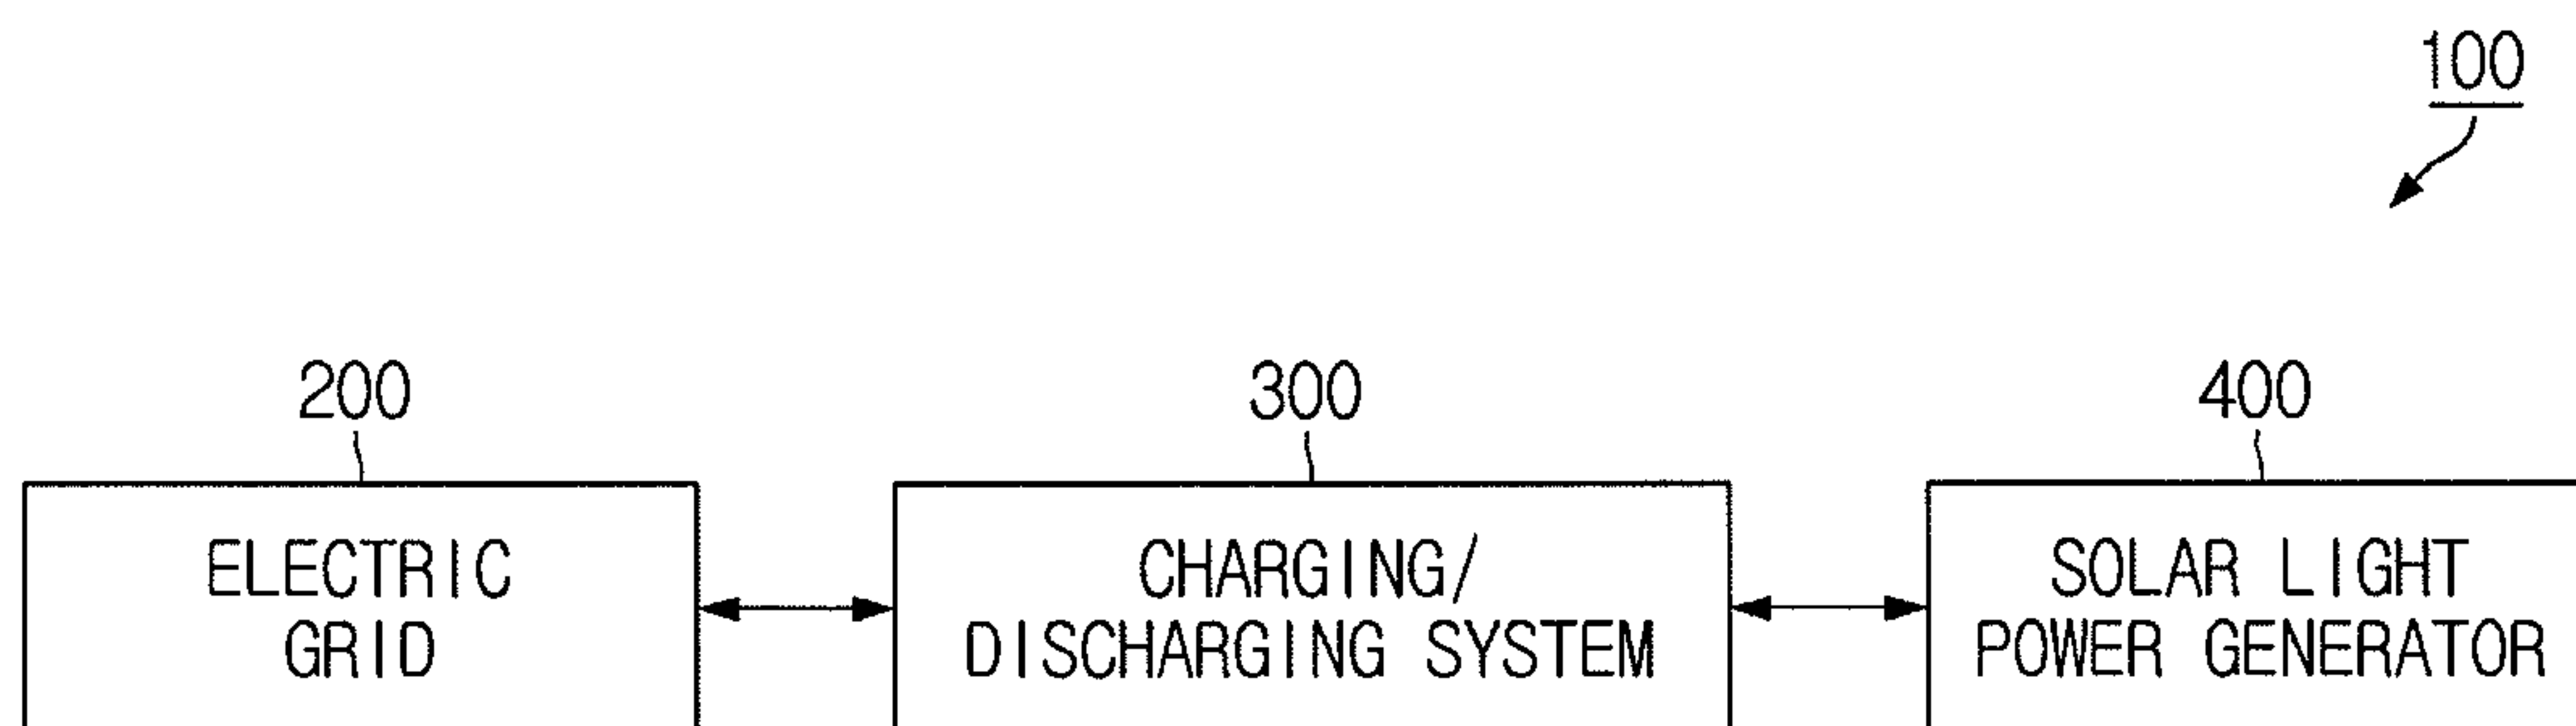 100
200
300
400
ELECTRIC
GRID
CHARGING/
DISCHARGING SYSTEM
SOLAR LIGHT
POWER GENERATOR